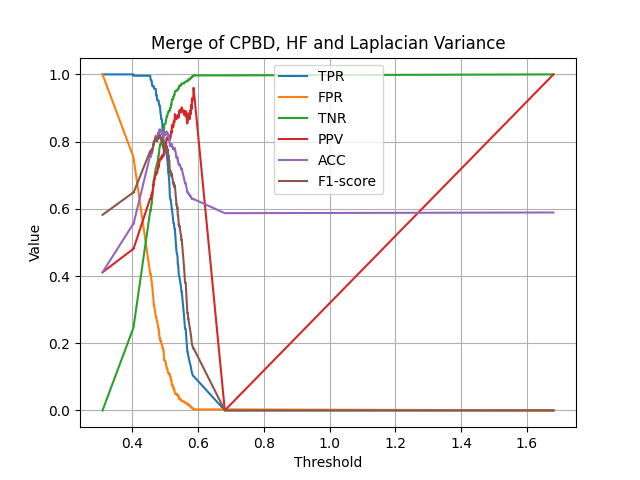 Merge of CPBD, HF and Laplacian Variance
1.0
0.8
0.6
0.4
0.2
0.0
Value
TPR
FPR
TNR
PPV
ACC
F1-score
0.4 0.6 0.8 1.0 1.2 1.4 1.6
Threshold